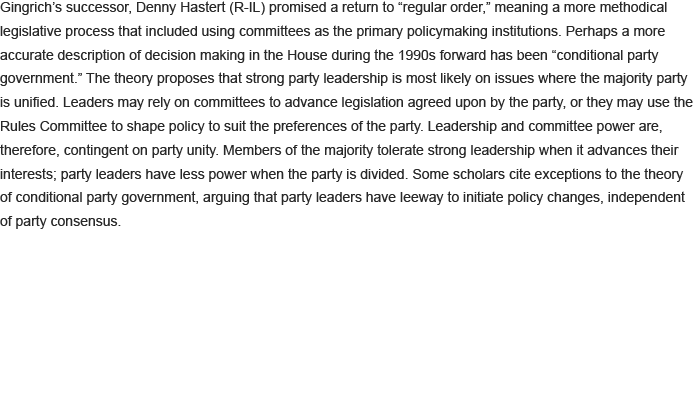 Gingrich’s successor, Denny Hastert (R-IL) promised a return to “regular order,” meaning a more methodical
legislative process that included using committees as the primary policymaking institutions. Perhaps a more
accurate description of decision making in the House during the 1990s forward has been “conditional party
government.” The theory proposes that strong party leadership is most likely on issues where the majority party
is unified. Leaders may rely on committees to advance legislation agreed upon by the party, or they may use the
Rules Committee to shape policy to suit the preferences of the party. Leadership and committee power are,
therefore, contingent on party unity. Members of the majority tolerate strong leadership when it advances their
interests; party leaders have less power when the party is divided. Some scholars cite exceptions to the theory
of conditional party government, arguing that party leaders have leeway to initiate policy changes, independent
of party consensus.